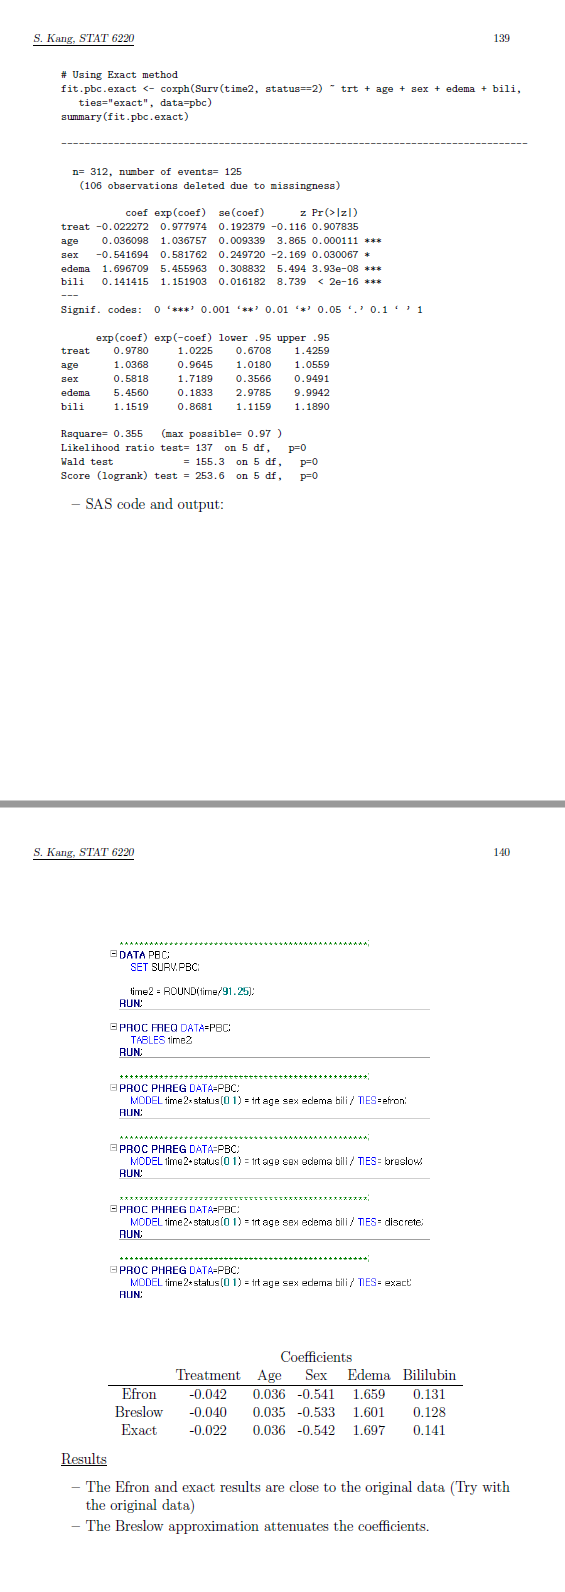 S. Kang, STAT 6220 139
# Using Exact method
fit.pbc.exact <- coxph(Surv(time2, status==2) ~ trt + age + sex + edema + bili,
ties="exact", data=pbc)
summary(fit.pbc.exact)
-------------------------------------------------------------------------------
n= 312, number of events= 125
(106 observations deleted due to missingness)
coef exp(coef) se(coef) z Pr(>|z|)
treat -0.022272 0.977974 0.192379 -0.116 0.907835
age 0.036098 1.036757 0.009339 3.865 0.000111 ***
sex -0.541694 0.581762 0.249720 -2.169 0.030067 *
edema 1.696709 5.455963 0.308832 5.494 3.93e-08 ***
bili 0.141415 1.151903 0.016182 8.739 < 2e-16 ***
---
Signif. codes: 0 ‘***’ 0.001 ‘**’ 0.01 ‘*’ 0.05 ‘.’ 0.1 ‘ ’ 1
exp(coef) exp(-coef) lower .95 upper .95
treat 0.9780 1.0225 0.6708 1.4259
age 1.0368 0.9645 1.0180 1.0559
sex 0.5818 1.7189 0.3566 0.9491
edema 5.4560 0.1833 2.9785 9.9942
bili 1.1519 0.8681 1.1159 1.1890
Rsquare= 0.355 (max possible= 0.97 )
Likelihood ratio test= 137 on 5 df, p=0
Wald test = 155.3 on 5 df, p=0
Score (logrank) test = 253.6 on 5 df, p=0
– SAS code and output:
S. Kang, STAT 6220 140
***************************************************;
DATA PBC;
SET SURV.PBC;
time2 = ROUND(time/91.25);
RUN;
PROC FREQ DATA=PBC;
TABLES time2;
RUN;
***************************************************;
PROC PHREG DATA=PBC;
MODEL time2*status(0 1) = trt age sex edema bili / TIES=efron;
RUN;
***************************************************;
PROC PHREG DATA=PBC;
MODEL time2*status(0 1) = trt age sex edema bili / TIES= breslow;
RUN;
***************************************************;
PROC PHREG DATA=PBC;
MODEL time2*status(0 1) = trt age sex edema bili / TIES= discrete;
RUN;
***************************************************;
PROC PHREG DATA=PBC;
MODEL time2*status(0 1) = trt age sex edema bili / TIES= exact;
RUN;
Coefficients
Treatment Age Sex Edema Bililubin
Efron -0.042 0.036 -0.541 1.659 0.131
Breslow -0.040 0.035 -0.533 1.601 0.128
Exact -0.022 0.036 -0.542 1.697 0.141
Results
– The Efron and exact results are close to the original data (Try with
the original data)
– The Breslow approximation attenuates the coefficients.